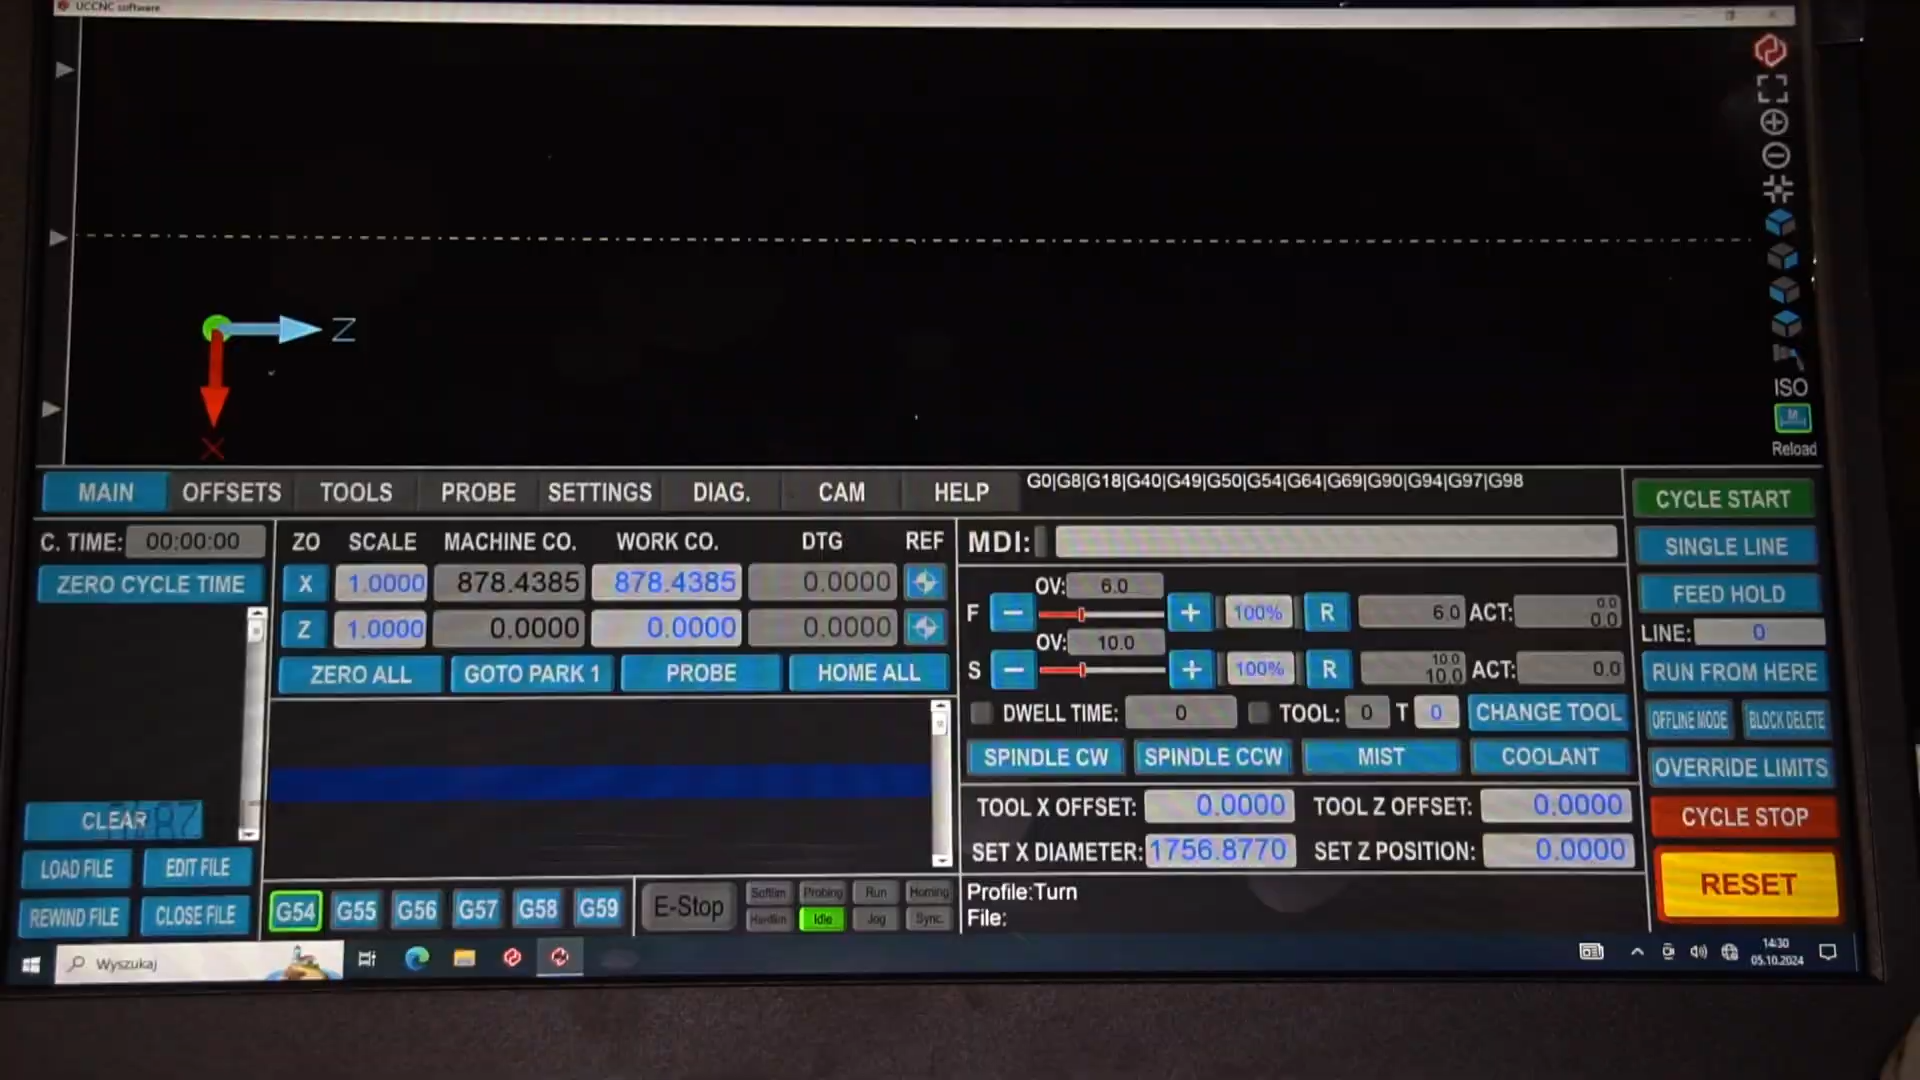 UCCNC software
Z
X
ISO
Reload
MAIN OFFSETS TOOLS PROBE SETTINGS DIAG. CAM HELP
G0|G8|G18|G40|G49|G50|G54|G64|G69|G90|G94|G97|G98
CYCLE START
C. TIME: 00:00:00
ZERO CYCLE TIME
ZO SCALE MACHINE CO. WORK CO. DTG REF
X 1.0000 878.4385 878.4385 0.0000
Z 1.0000 0.0000 0.0000 0.0000
ZERO ALL GOTO PARK 1 PROBE HOME ALL
MDI:
OV: 6.0
F − + 100% R 6.0 ACT: 0.0
0.0
OV: 10.0
S − + 100% R 10.0
10.0 ACT: 0.0
DWELL TIME: 0 TOOL: 0 T 0 CHANGE TOOL
SPINDLE CW SPINDLE CCW MIST COOLANT
TOOL X OFFSET: 0.0000 TOOL Z OFFSET: 0.0000
SET X DIAMETER: 1756.8770 SET Z POSITION: 0.0000
Profile:Turn
File:
SINGLE LINE
FEED HOLD
LINE: 0
RUN FROM HERE
OFFLINE MODE BLOCK DELETE
OVERRIDE LIMITS
CYCLE STOP
RESET
CLEAR
LOAD FILE EDIT FILE
REWIND FILE CLOSE FILE
G54 G55 G56 G57 G58 G59
E-Stop
Softlim Probing Run Homing
Hardlim Idle Jog Sync.
Wyszukaj
14:30
05.10.2024